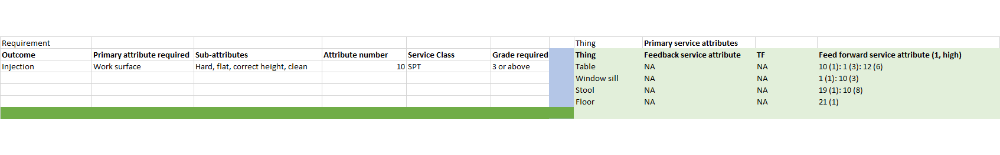 Requirement Thing Primary service attributes
Outcome Primary attribute required Sub-attributes Attribute number Service Class Grade required Thing Feedback service attribute TF Feed forward service attribute (1, high)
Injection Work surface Hard, flat, correct height, clean 10 SPT 3 or above Table NA NA 10 (1): 1 (3): 12 (6)
Window sill NA NA 1 (1): 10 (3)
Stool NA NA 19 (1): 10 (8)
Floor NA NA 21 (1)